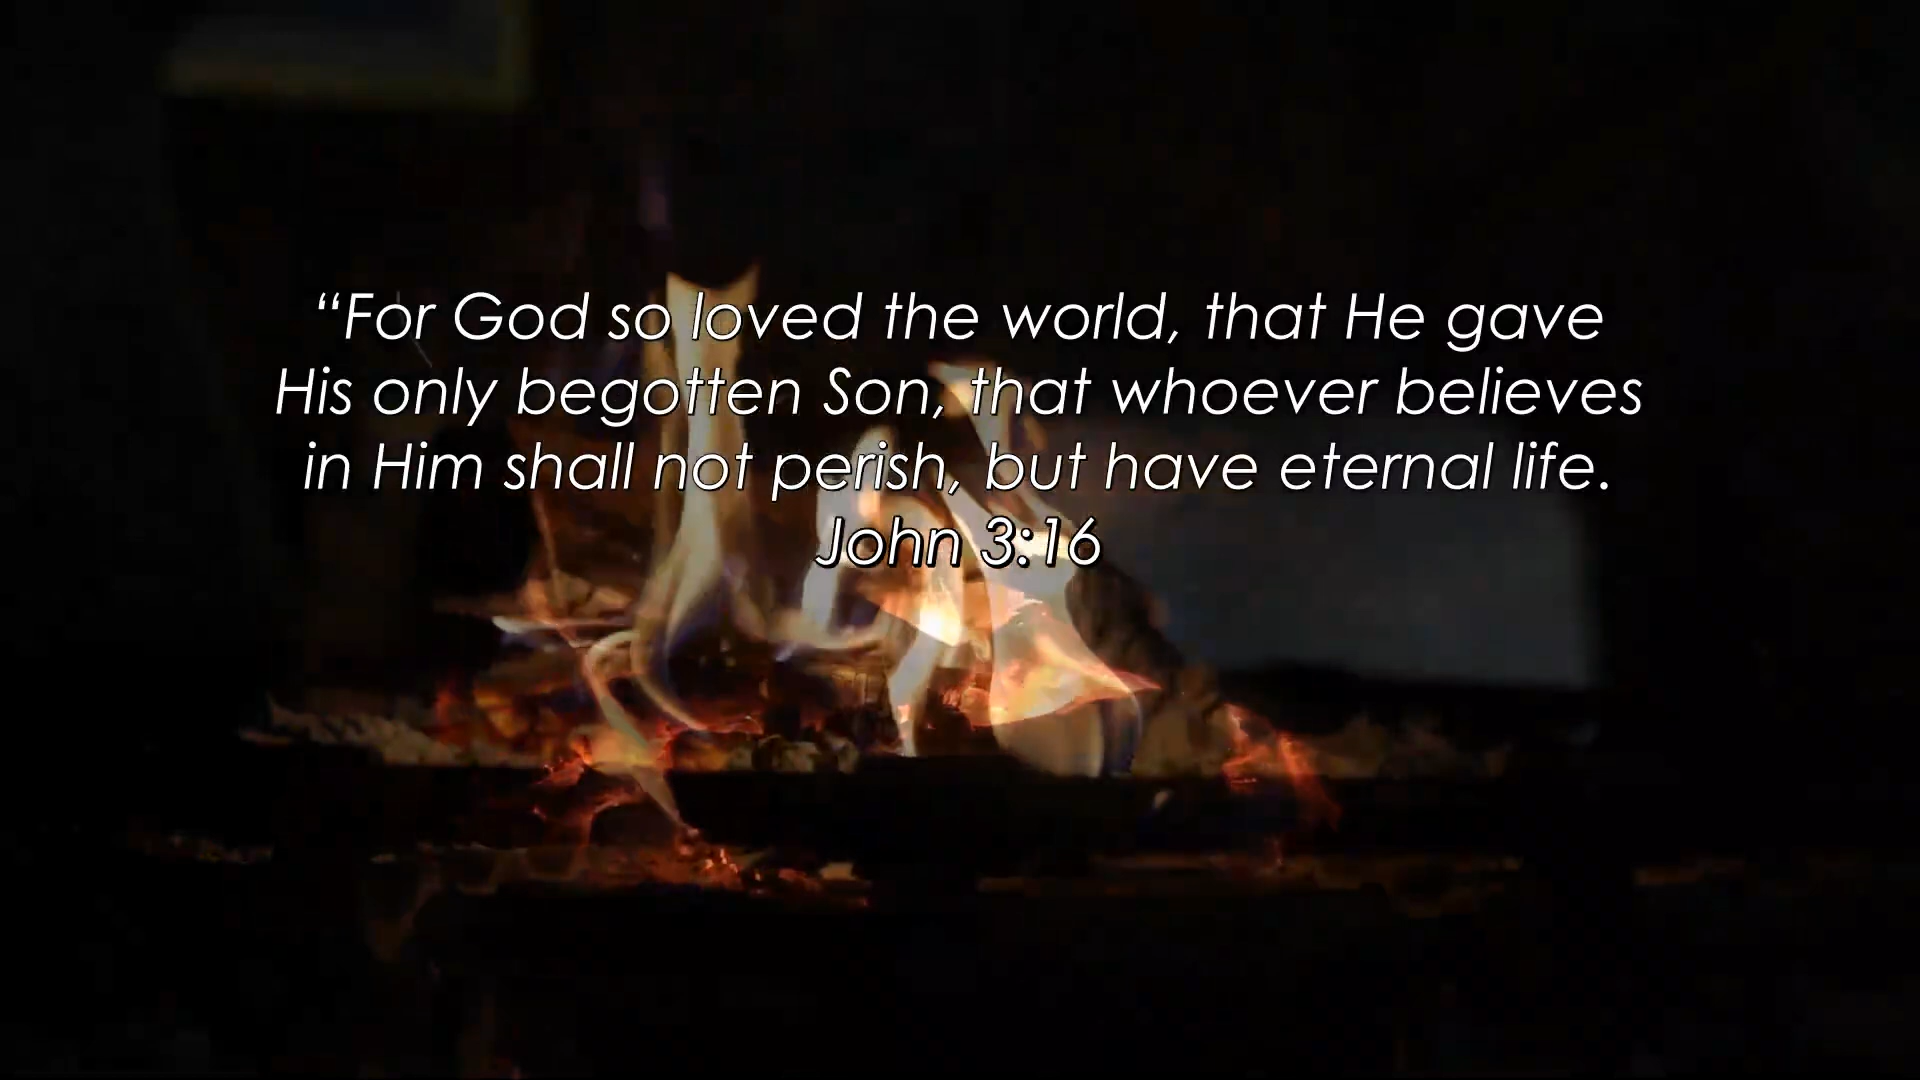 “For God so loved the world, that He gave
His only begotten Son, that whoever believes
in Him shall not perish, but have eternal life.
John 3:16